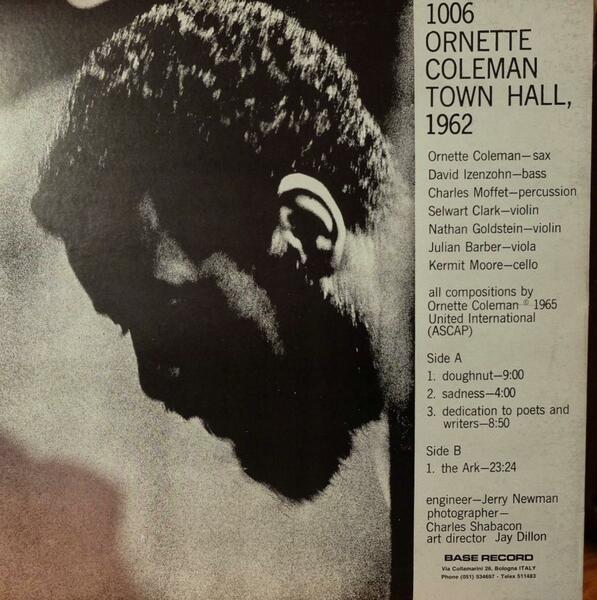 1006
ORNETTE
COLEMAN
TOWN HALL,
1962
Ornette Coleman—sax
David Izenzohn—bass
Charles Moffet—percussion
Selwart Clark—violin
Nathan Goldstein—violin
Julian Barber—viola
Kermit Moore—cello
all compositions by
Ornette Coleman © 1965
United International
(ASCAP)
Side A
1. doughnut—9:00
2. sadness—4:00
3. dedication to poets and
writers—8:50
Side B
1. the Ark—23:24
engineer—Jerry Newman
photographer—
Charles Shabacon
art director Jay Dillon
BASE RECORD
Via Collamarini 26, Bologna ITALY
Phone (051) 534697 - Telex 511483